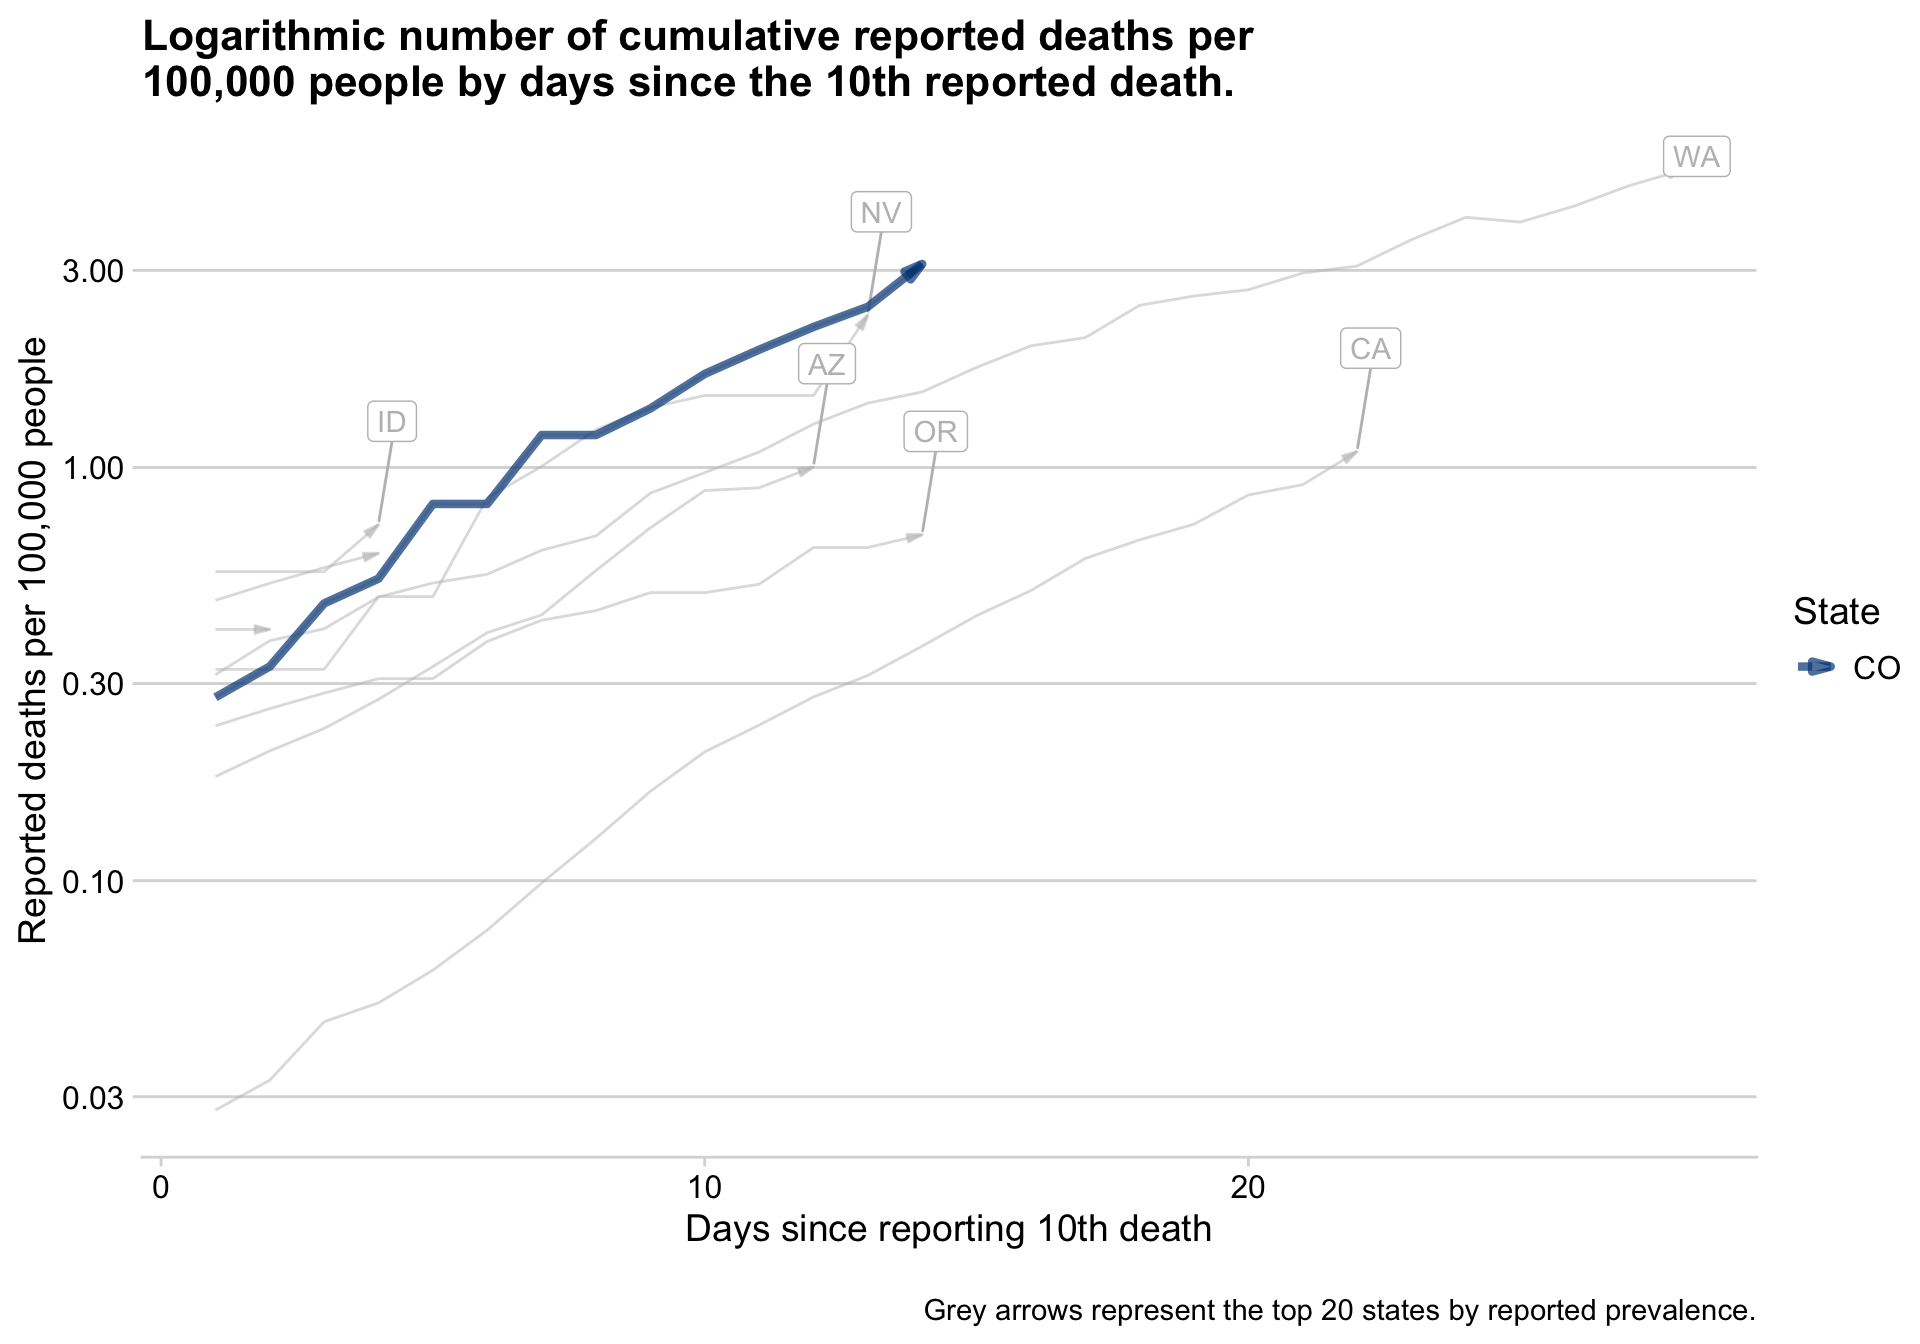 Logarithmic number of cumulative reported deaths per
100,000 people by days since the 10th reported death.
WA
NV
3.00
CA
AZ
ID
OR
1.00
Reported deaths per 100,000 people
State
CO
0.30
0.10
0.03
0
10
20
Days since reporting 10th death
Grey arrows represent the top 20 states by reported prevalence.